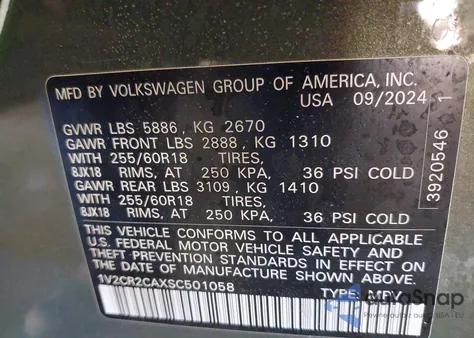 MFD BY VOLKSWAGEN GROUP OF AMERICA, INC.
USA 09/2024
GVWR LBS 5886, KG 2670
GAWR FRONT LBS 2888, KG 1310
WITH 255/60R18 TIRES,
8JX18 RIMS, AT 250 KPA, 36 PSI COLD
GAWR REAR LBS 3109, KG 1410
WITH 255/60R18 TIRES,
8JX18 RIMS, AT 250 KPA, 36 PSI COLD
THIS VEHICLE CONFORMS TO ALL APPLICABLE
U.S. FEDERAL MOTOR VEHICLE SAFETY AND
THEFT PREVENTION STANDARDS IN EFFECT ON
THE DATE OF MANUFACTURE SHOWN ABOVE.
1V2CR2CAXSC501058 TYPE: MPV
3920546 1
AutoSnap